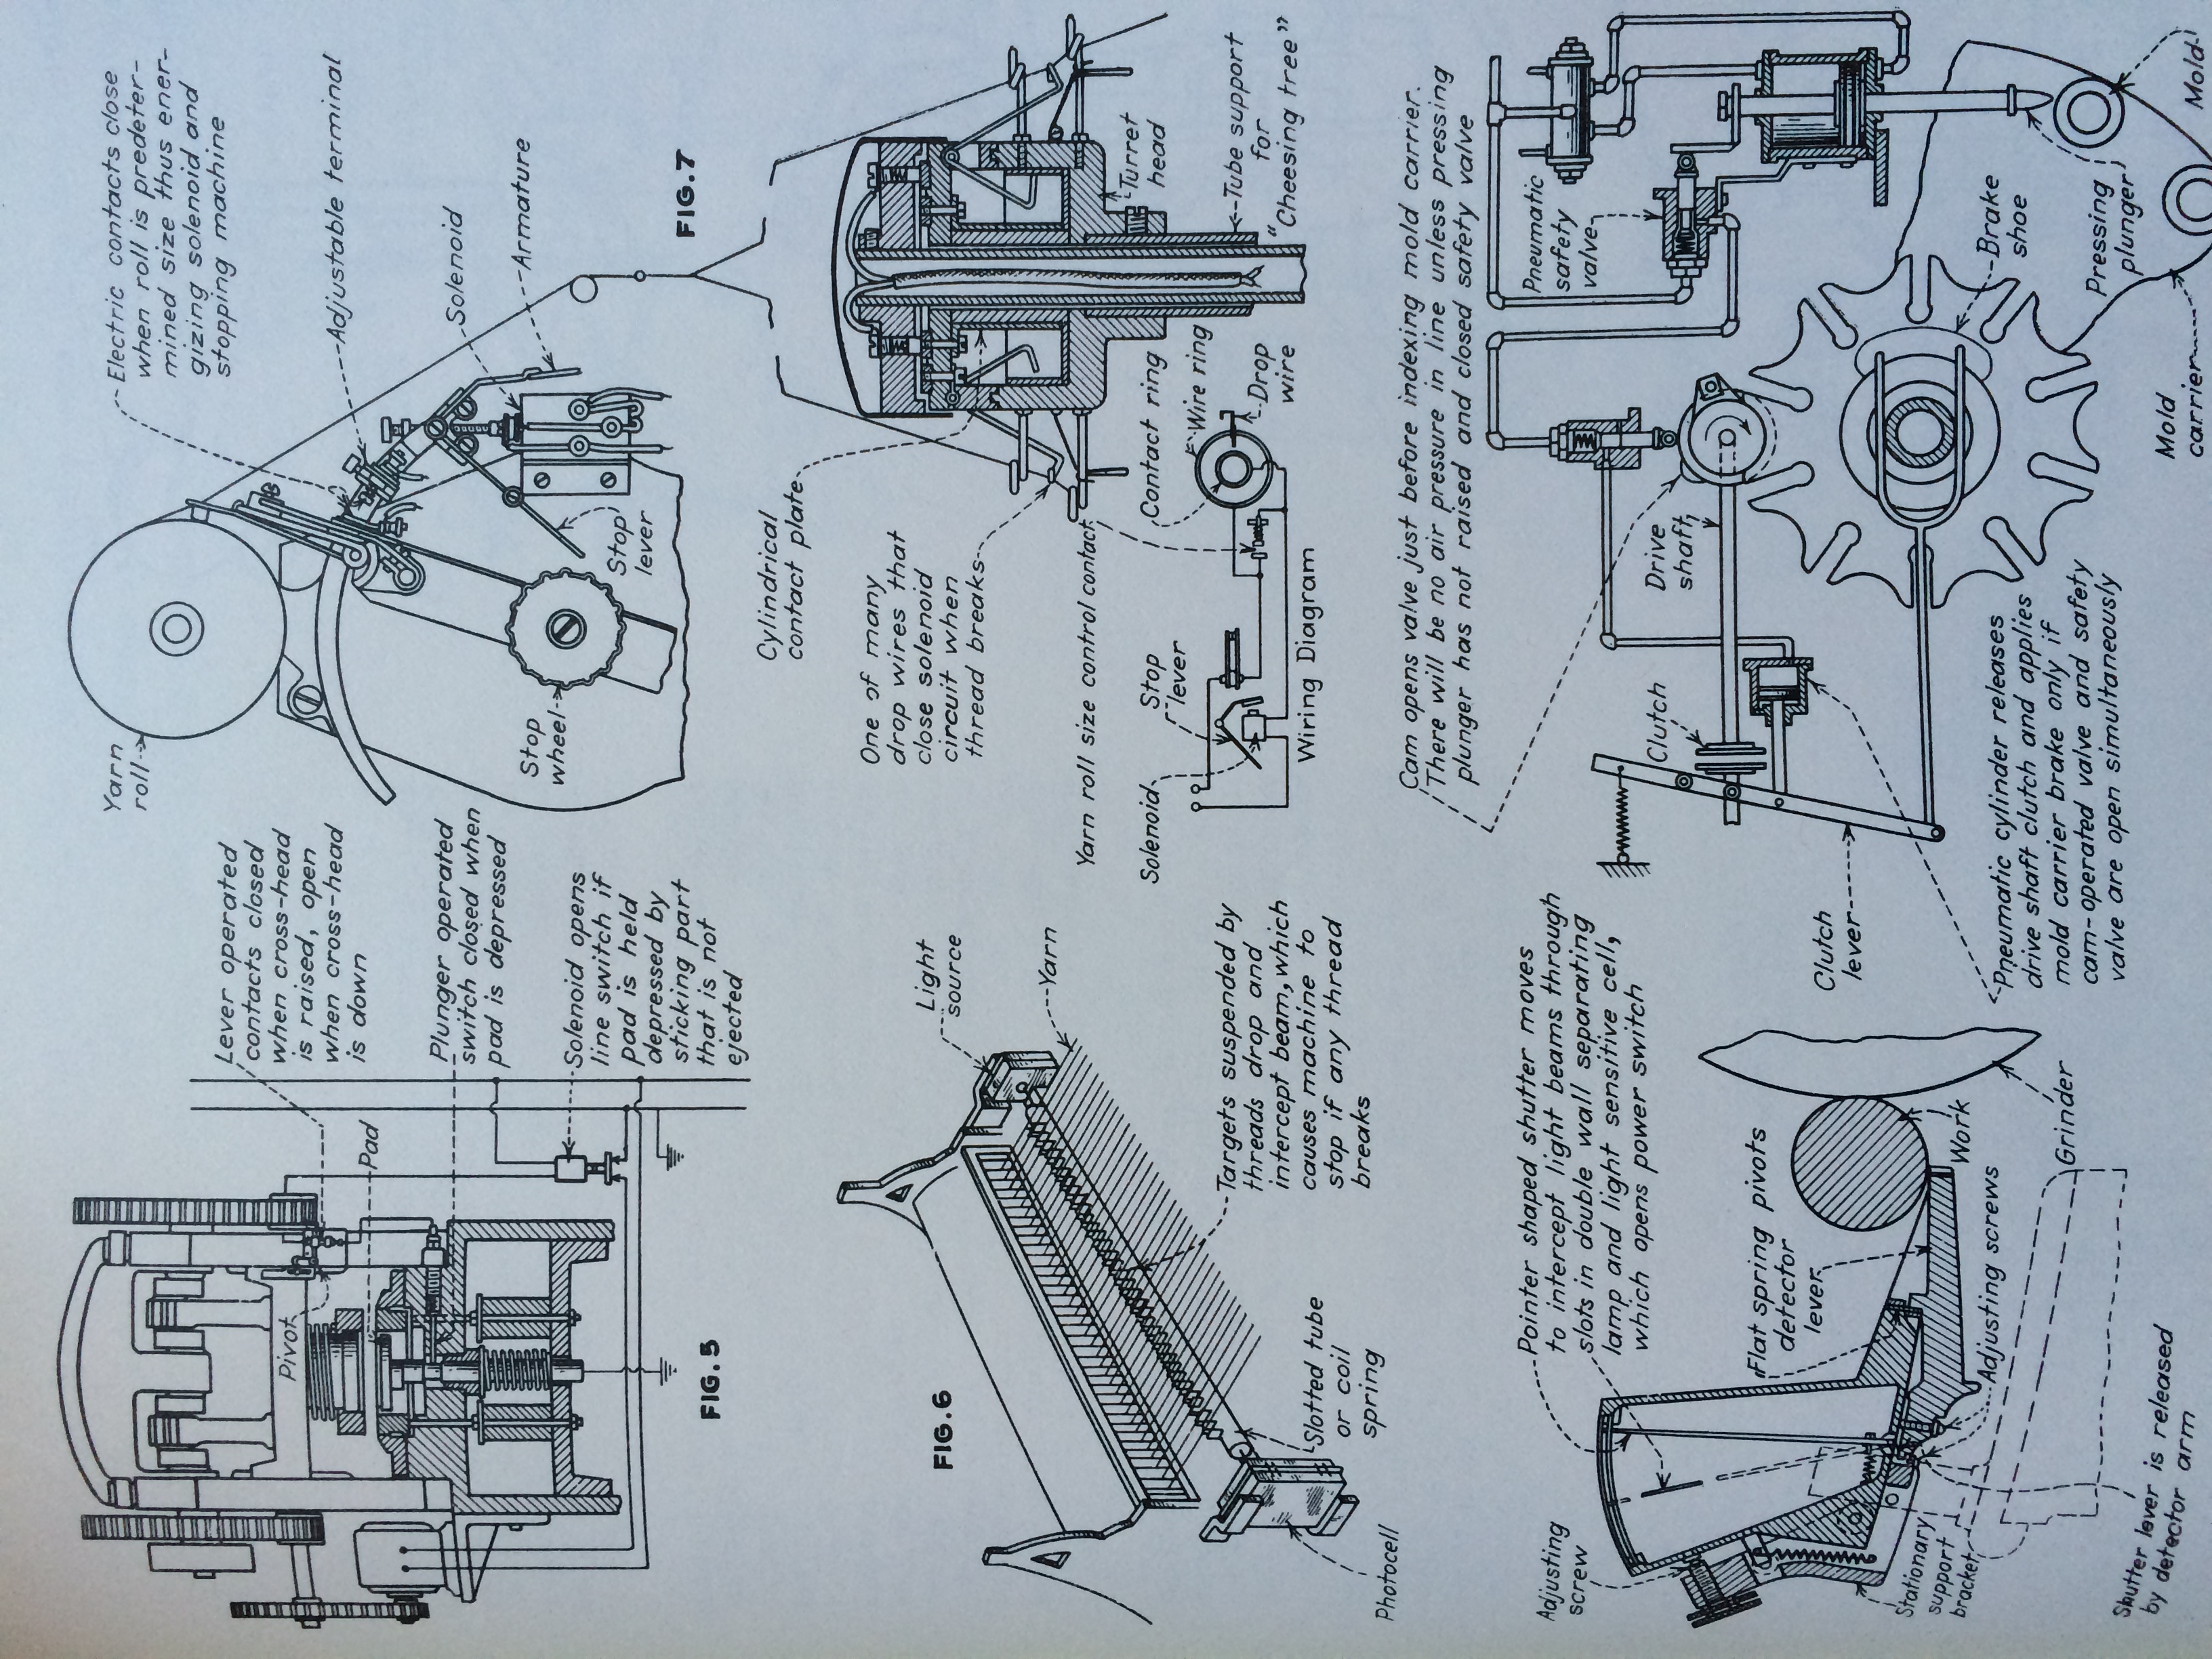 Pivot
Pad
Lever operated
contacts closed
when cross-head
is raised, open
when cross-head
is down
Plunger operated
switch closed when
pad is depressed
Solenoid opens
line switch if
pad is held
depressed by
sticking part
that is not
ejected
FIG. 5
Yarn
roll
Electric contacts close
when roll is predeter-
mined size thus ener-
gizing solenoid and
stopping machine
Adjustable terminal
Solenoid
Armature
Stop
wheel
Stop
lever
FIG. 7
Cylindrical
contact plate
One of many
drop wires that
close solenoid
circuit when
thread breaks
Yarn roll size control contact
Turret
head
Tube support
for
"Cheesing tree"
Solenoid
Stop
lever
Contact ring
Wire ring
Drop
wire
Wiring Diagram
FIG. 6
Light
source
Yarn
Targets suspended by
threads drop and
intercept beam, which
causes machine to
stop if any thread
breaks
Slotted tube
or coil
spring
Photocell
Adjusting
screw
Pointer shaped shutter moves
to intercept light beams through
slots in double wall separating
lamp and light sensitive cell,
which opens power switch
Flat spring pivots
detector
lever
Stationary
support
bracket
Adjusting screws
Work
Grinder
Shutter lever is released
by detector arm
Cam opens valve just before indexing mold carrier.
There will be no air pressure in line unless pressing
plunger has not raised and closed safety valve
Pneumatic
safety
valve
Clutch
Drive
shaft
Clutch
lever
Pneumatic cylinder releases
drive shaft clutch and applies
mold carrier brake only if
cam-operated valve and safety
valve are open simultaneously
Brake
shoe
Pressing
plunger
Mold
carrier
Mold